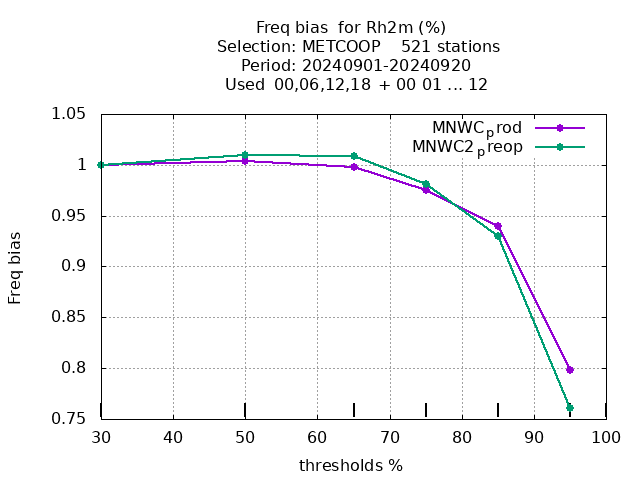 Freq bias  for Rh2m (%)
Selection: METCOOP    521 stations
Period: 20240901-20240920
Used  00,06,12,18 + 00 01 ... 12
MNWCprod
MNWC2preop
1.05
1
0.95
0.9
0.85
0.8
0.75
Freq bias
30 40 50 60 70 80 90 100
thresholds %